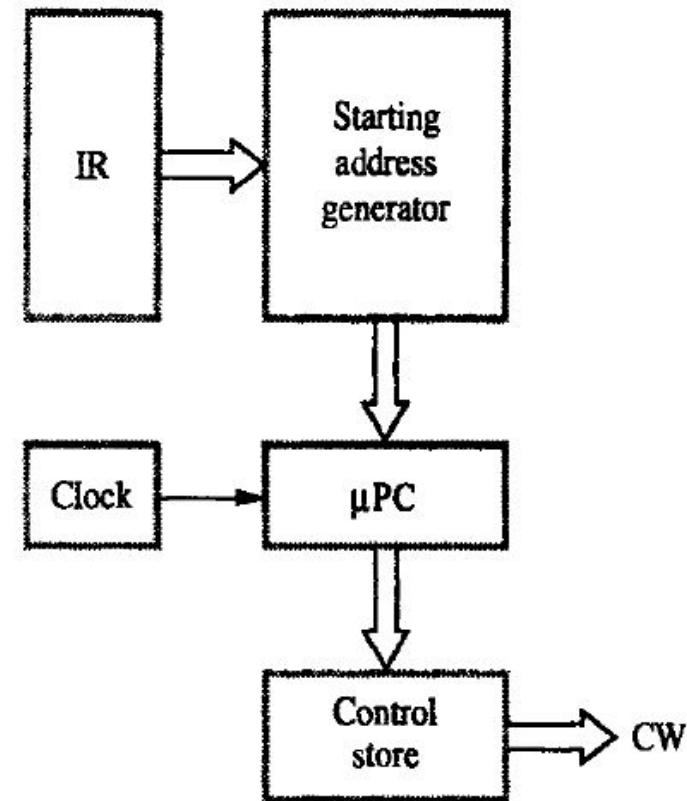 IR
Starting
address
generator
Clock
μPC
Control
store
CW